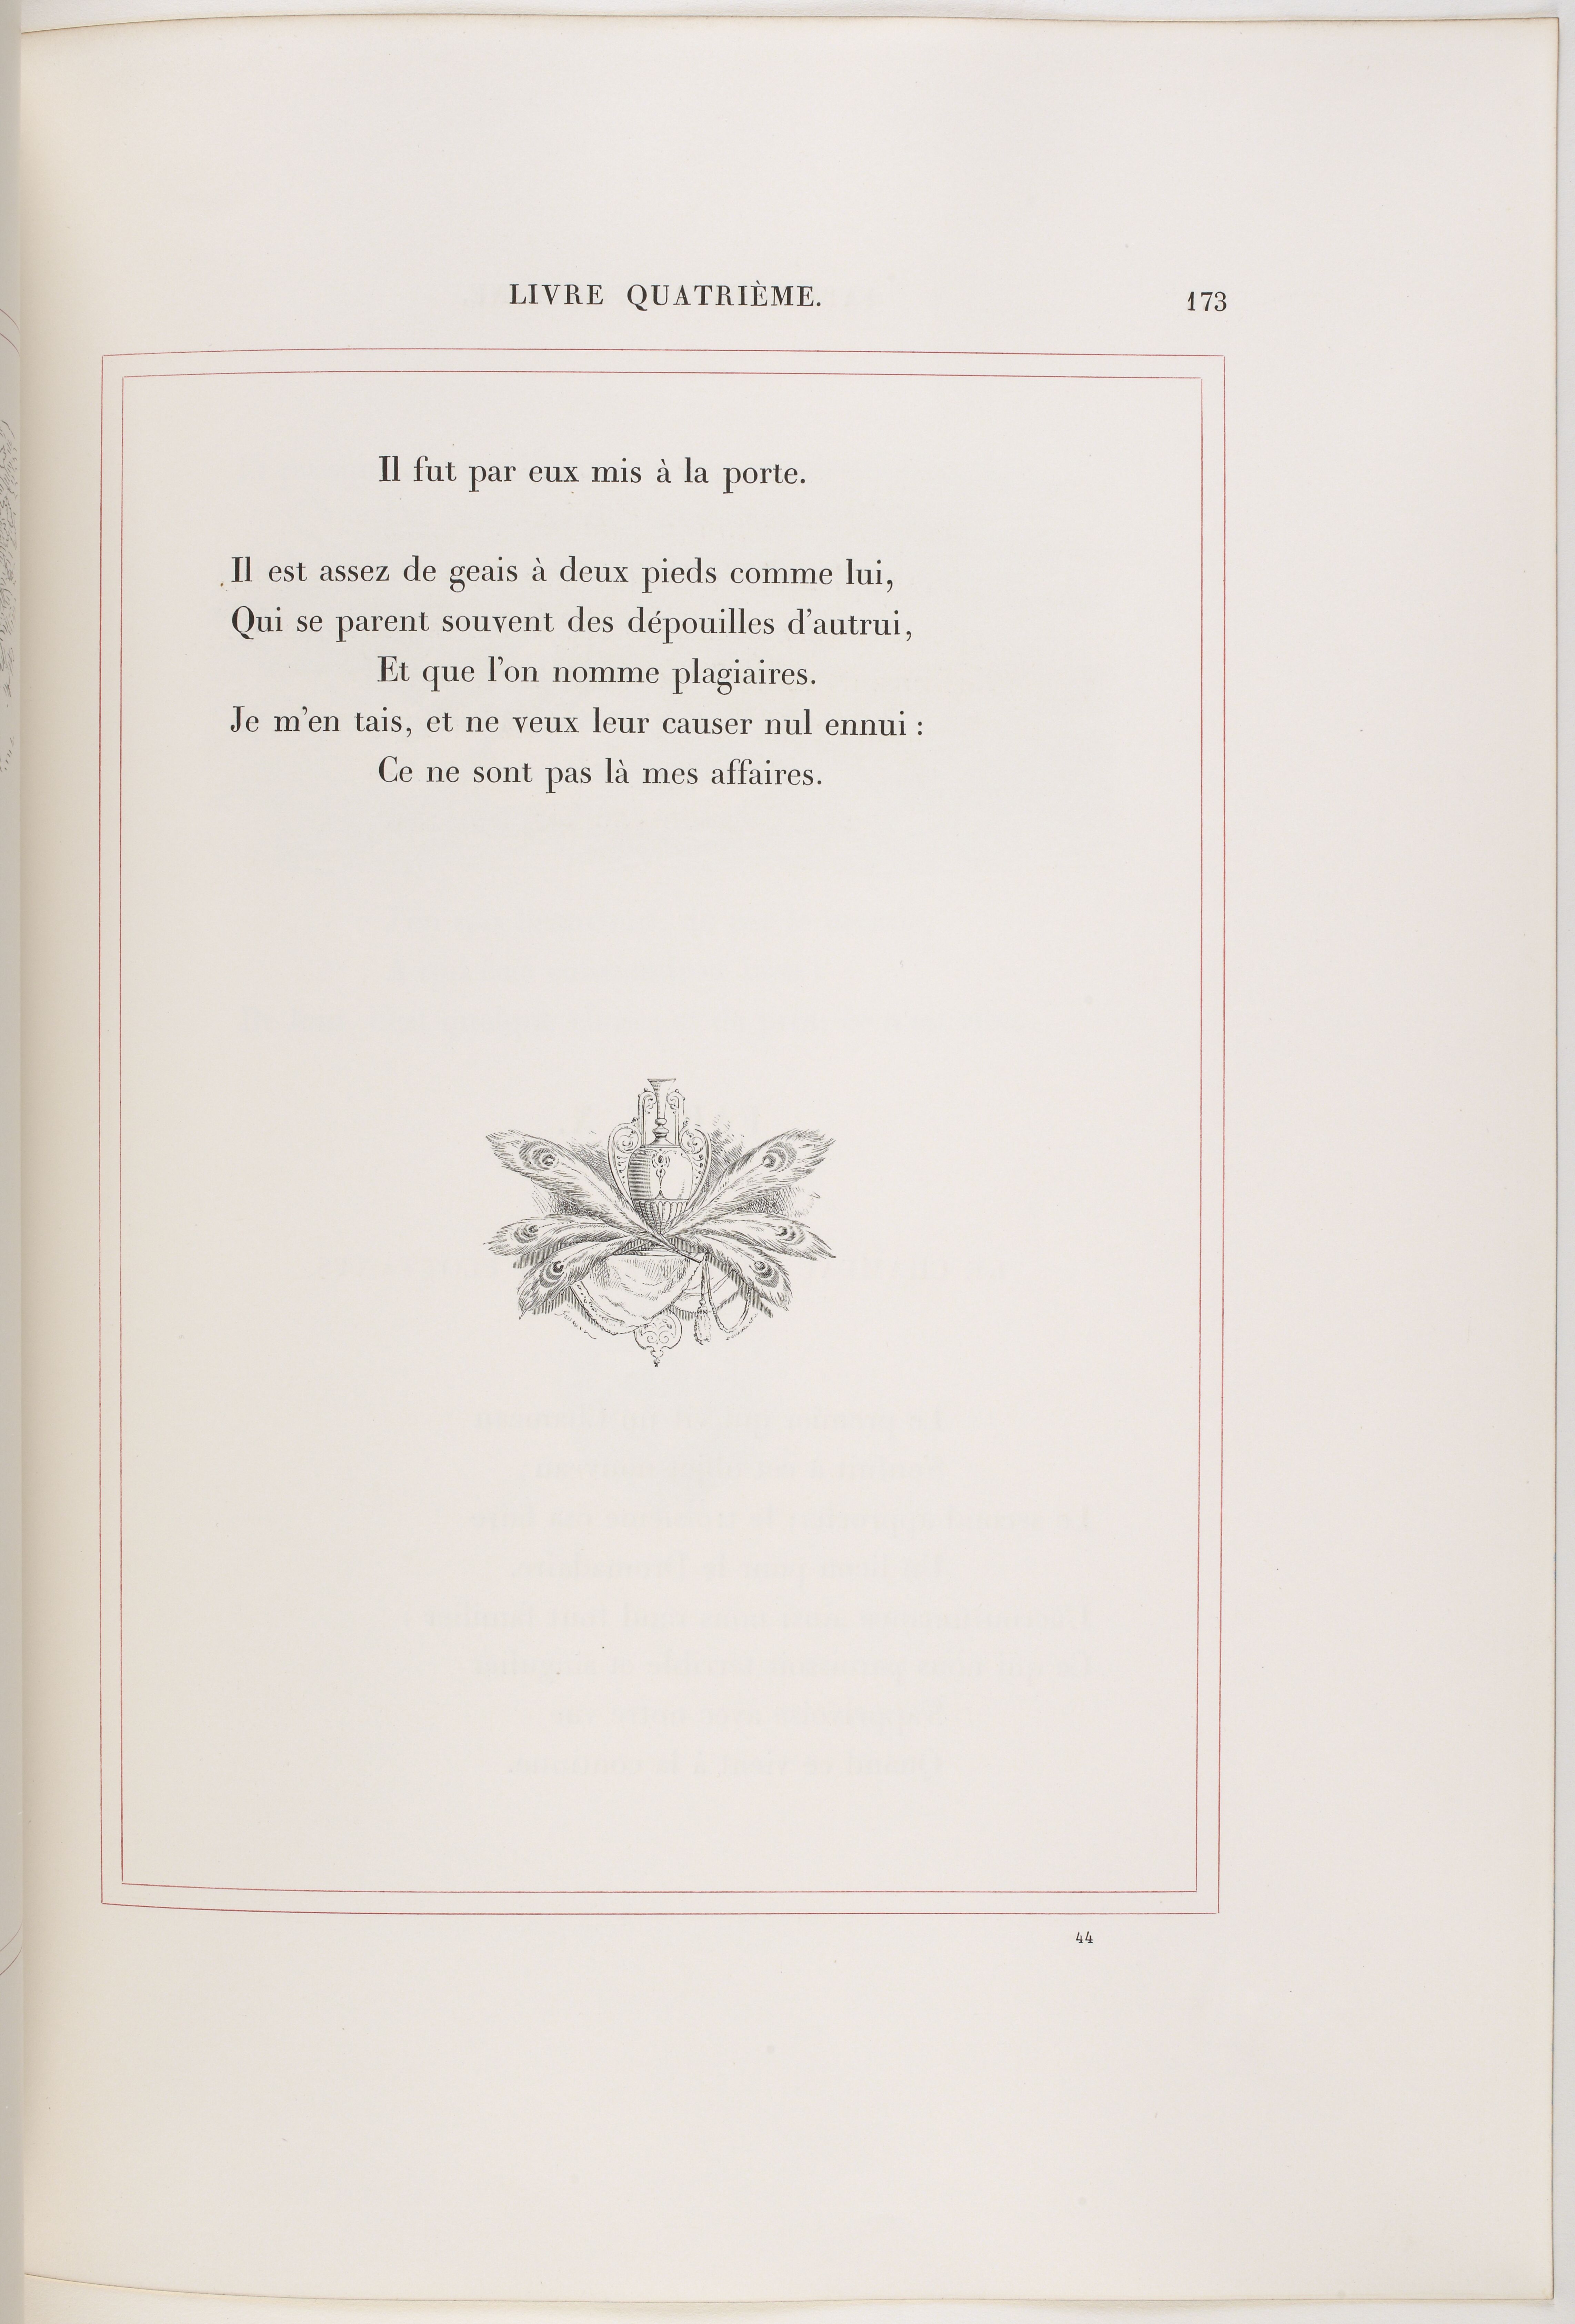 LIVRE QUATRIÈME.
173
Il fut par eux mis à la porte.
Il est assez de geais à deux pieds comme lui,
Qui se parent souvent des dépouilles d'autrui,
Et que l'on nomme plagiaires.
Je m'en tais, et ne veux leur causer nul ennui :
Ce ne sont pas là mes affaires.
44